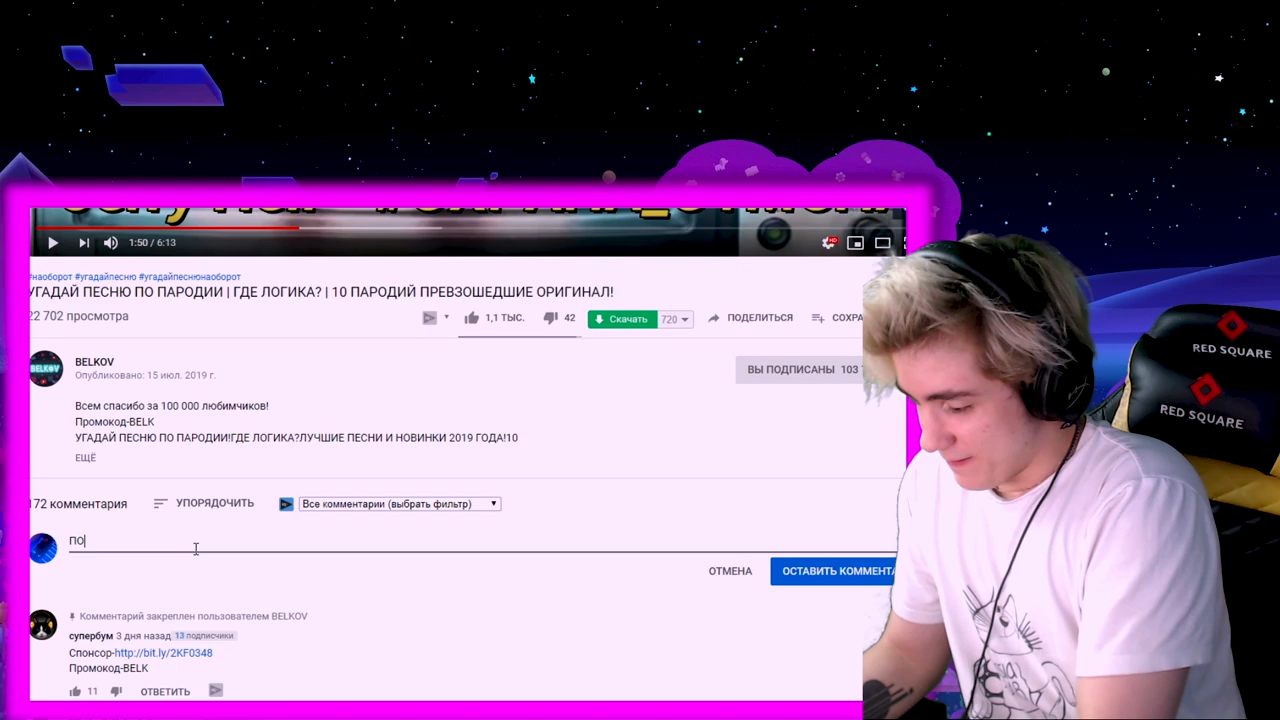 1:50 / 6:13
HD
#наоборот #угадайпесню #угадайпеснюнаоборот
УГАДАЙ ПЕСНЮ ПО ПАРОДИИ | ГДЕ ЛОГИКА? | 10 ПАРОДИЙ ПРЕВЗОШЕДШИЕ ОРИГИНАЛ!
22 702 просмотра
1,1 ТЫС.
42
Скачать 720
ПОДЕЛИТЬСЯ
СОХРА
BELKOV
BELKOV
Опубликовано: 15 июл. 2019 г.
ВЫ ПОДПИСАНЫ 103
Всем спасибо за 100 000 любимчиков!
Промокод-BELK
УГАДАЙ ПЕСНЮ ПО ПАРОДИИ!ГДЕ ЛОГИКА?ЛУЧШИЕ ПЕСНИ И НОВИНКИ 2019 ГОДА!10
ЕЩЁ
172 комментария
УПОРЯДОЧИТЬ
Все комментарии (выбрать фильтр)
ПО
ОТМЕНА
ОСТАВИТЬ КОММЕНТА
Комментарий закреплен пользователем BELKOV
супербум 3 дня назад 13 подписчики
Спонсор-http://bit.ly/2KF0348
Промокод-BELK
11
ОТВЕТИТЬ
RED SQUARE
RED SQUARE